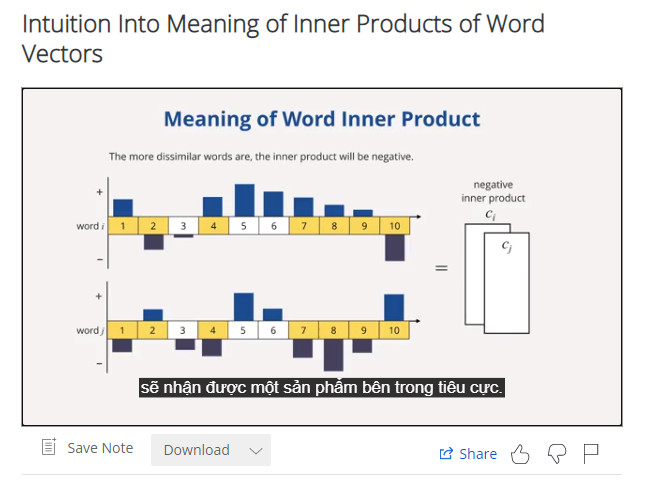 Intuition Into Meaning of Inner Products of Word
Vectors
Meaning of Word Inner Product
The more dissimilar words are, the inner product will be negative.
+
word i 1 2 3 4 5 6 7 8 9 10
–
+
word j 1 2 3 4 5 6 7 8 9 10
–
=
negative
inner product
ci
cj
sẽ nhận được một sản phẩm bên trong tiêu cực.
Save Note Download Share